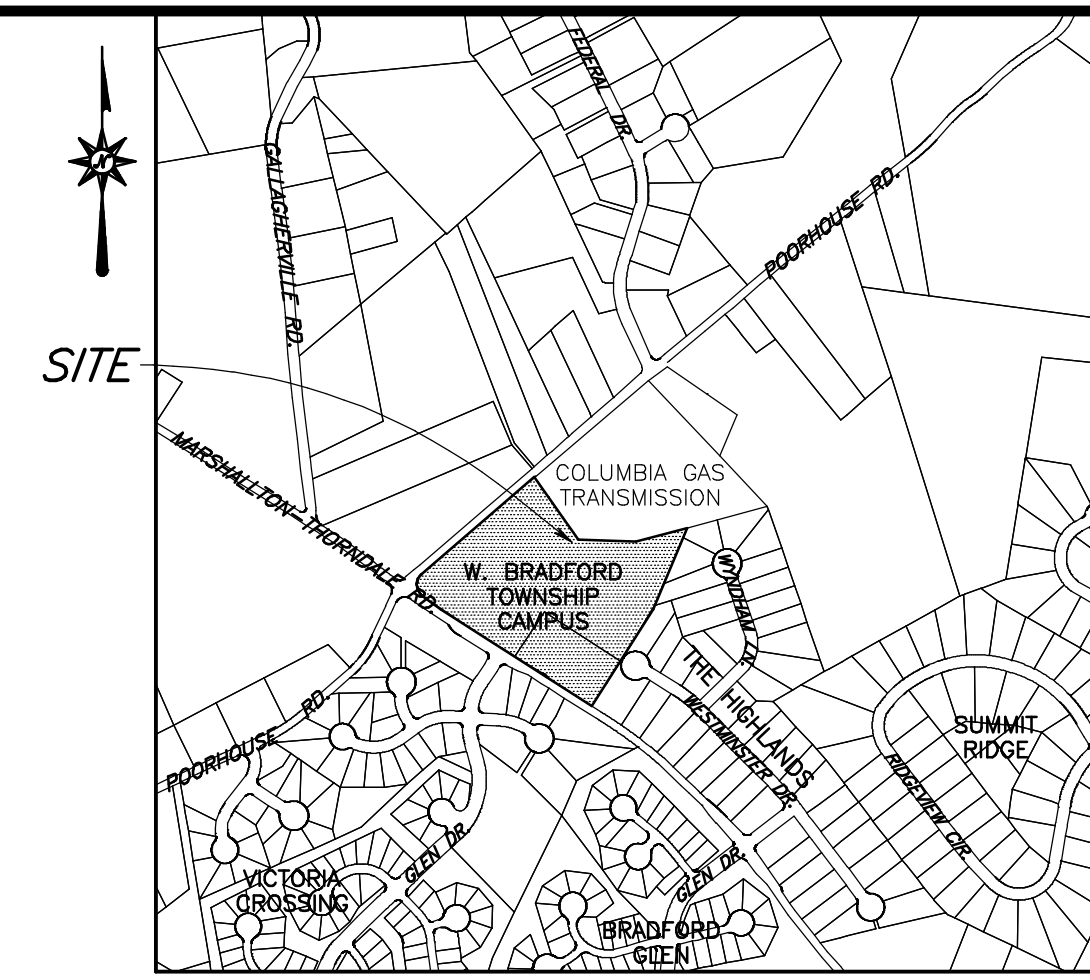 FEDERAL DR.
N
GALLAGHERVILLE RD.
POORHOUSE RD.
SITE
MARSHALLTON-THORNDALE RD.
COLUMBIA GAS
TRANSMISSION
W. BRADFORD
TOWNSHIP
CAMPUS
WYNDHAM LN.
THE HIGHLANDS
WESTMINSTER DR.
SUMMIT
RIDGE
RIDGEVIEW CIR.
POORHOUSE RD.
GLEN DR.
GLEN DR.
VICTORIA
CROSSING
BRADFORD
GLEN